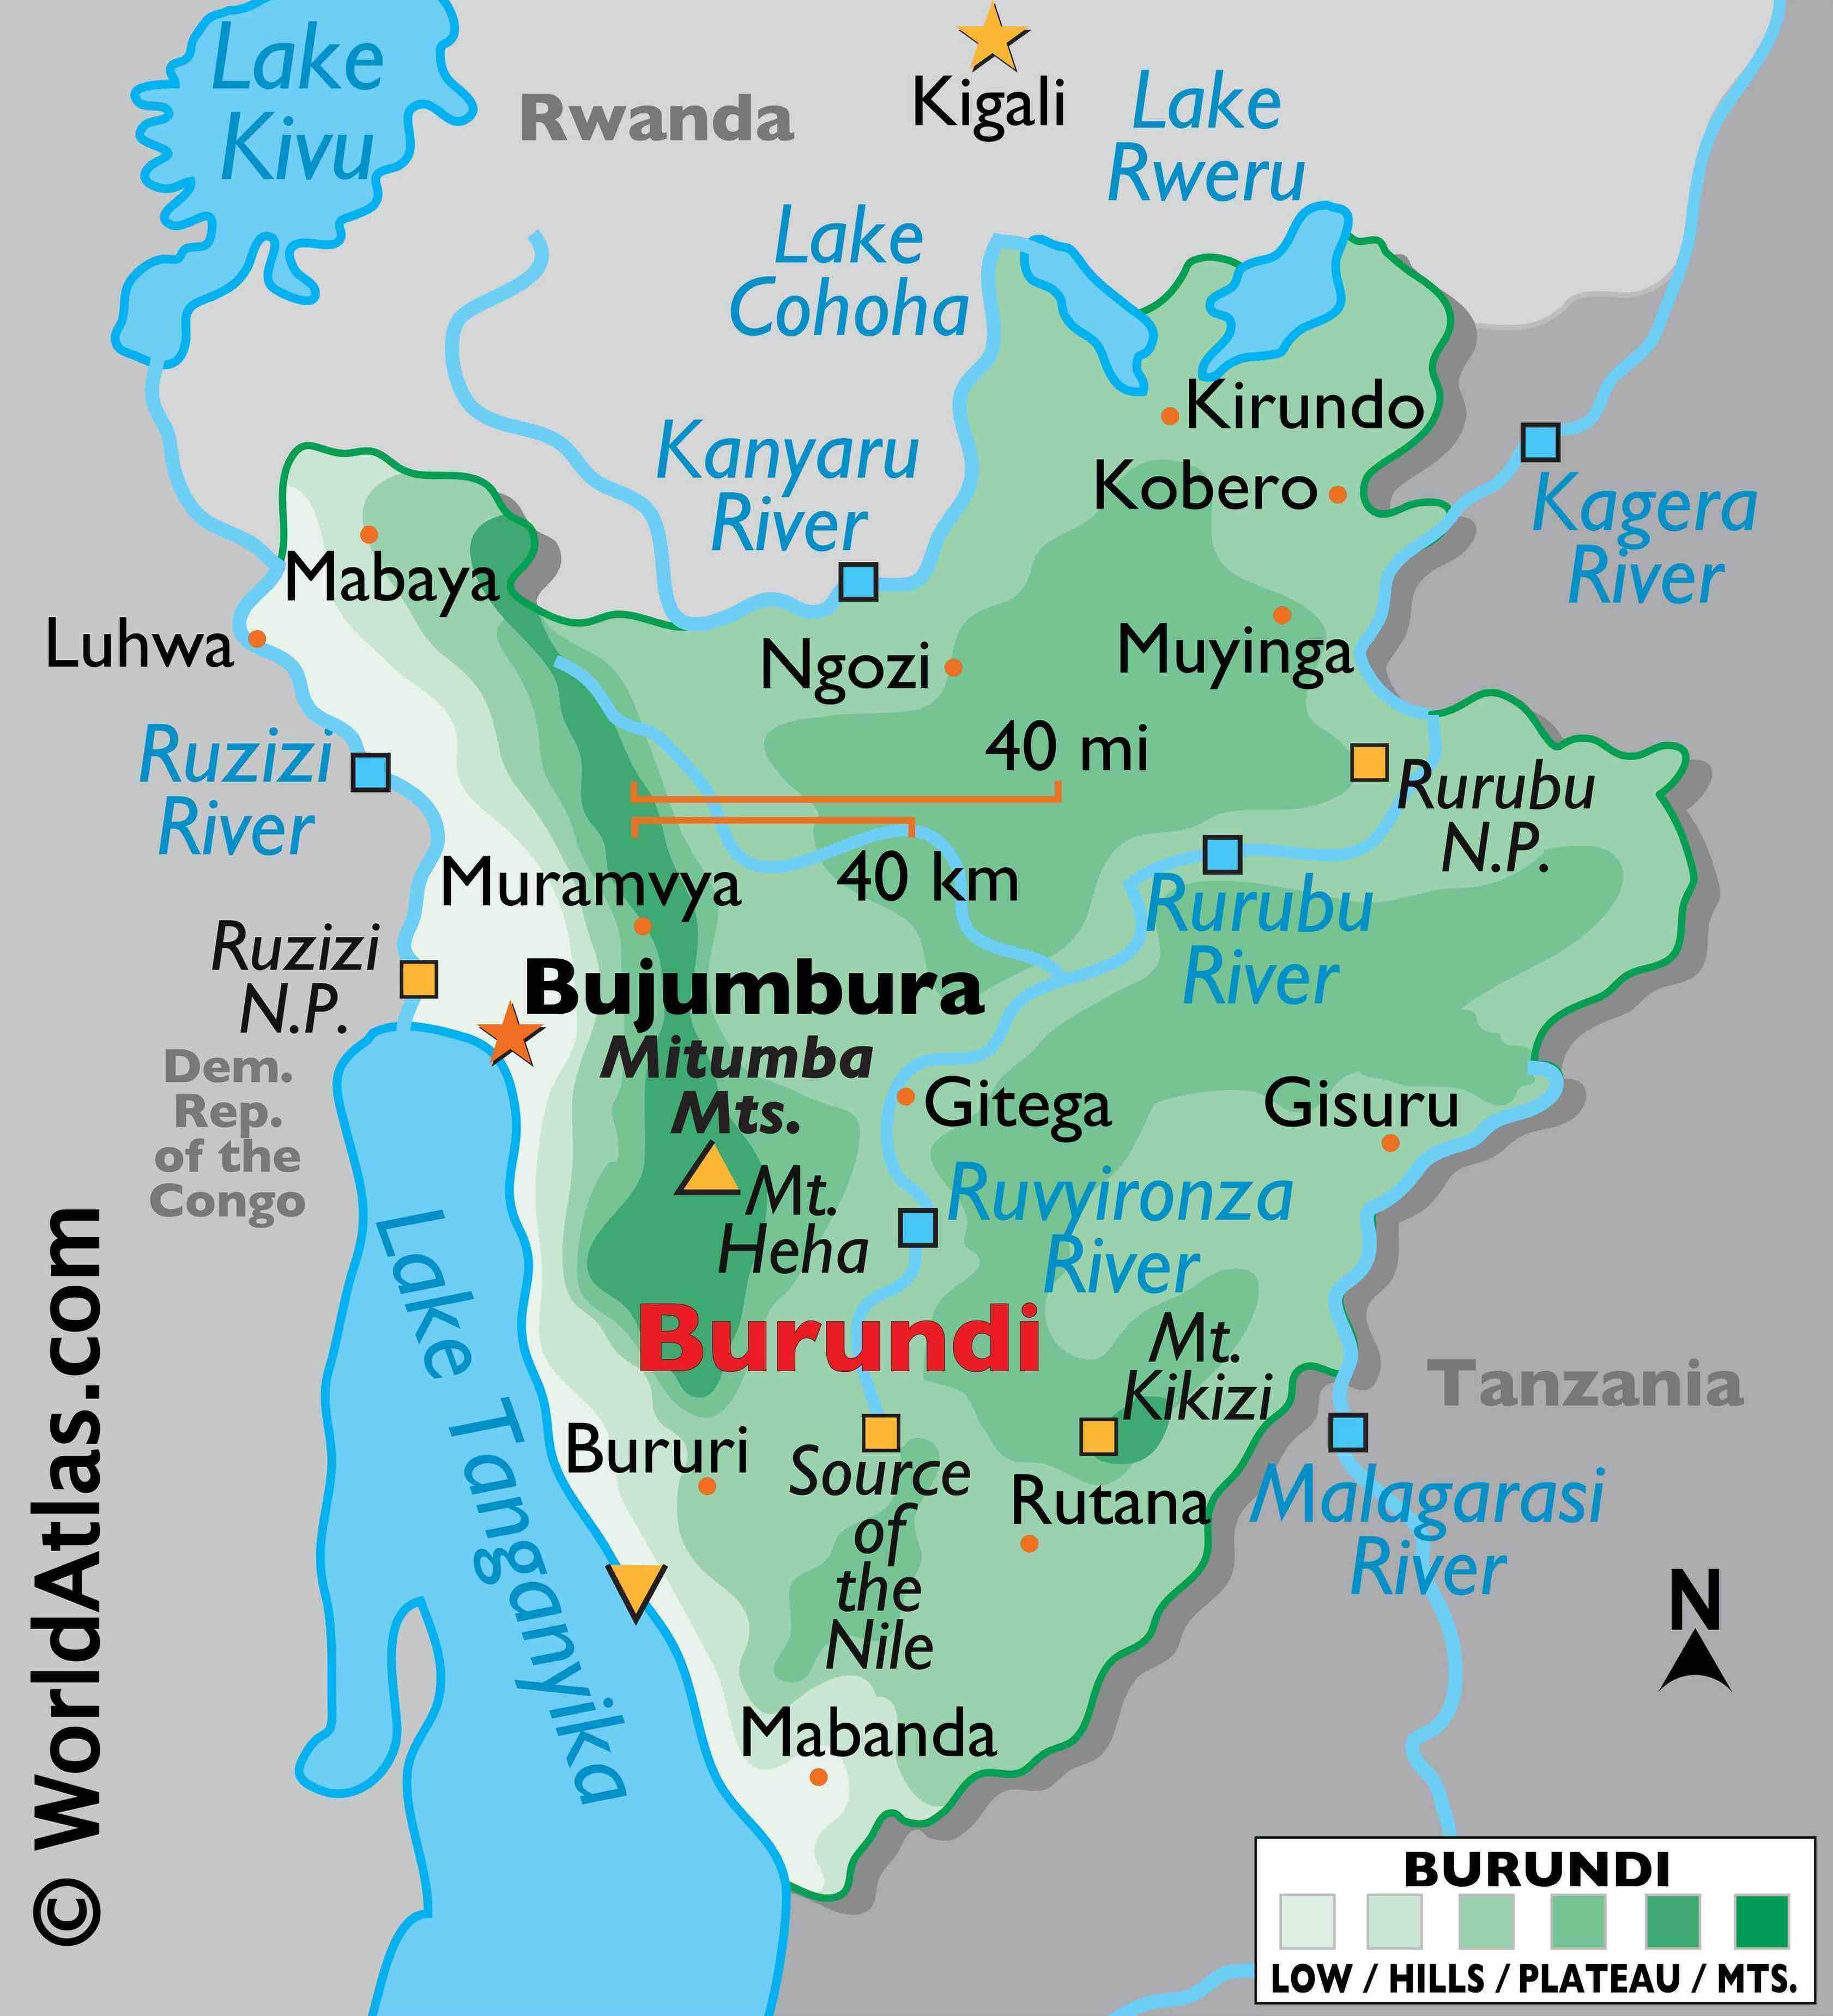 Lake
Kivu
Rwanda
Kigali
Lake
Rweru
Lake
Cohoha
Kirundo
Kanyaru
River
Kobero
Kagera
River
Mabaya
Luhwa
Ngozi
Muyinga
Ruzizi
River
40 mi
Rurubu
N.P.
Muramvya
40 km
Rurubu
River
Ruzizi
N.P.
Bujumbura
Mitumba
Mts.
Dem.
Rep.
of the
Congo
Gitega
Gisuru
Mt.
Heha
Ruvyironza
River
Lake Tanganyika
Burundi
Mt.
Kikizi
Tanzania
Bururi
Source
of
the
Nile
Rutana
Malagarasi
River
N
Mabanda
© WorldAtlas.com
BURUNDI
LOW / HILLS / PLATEAU / MTS.